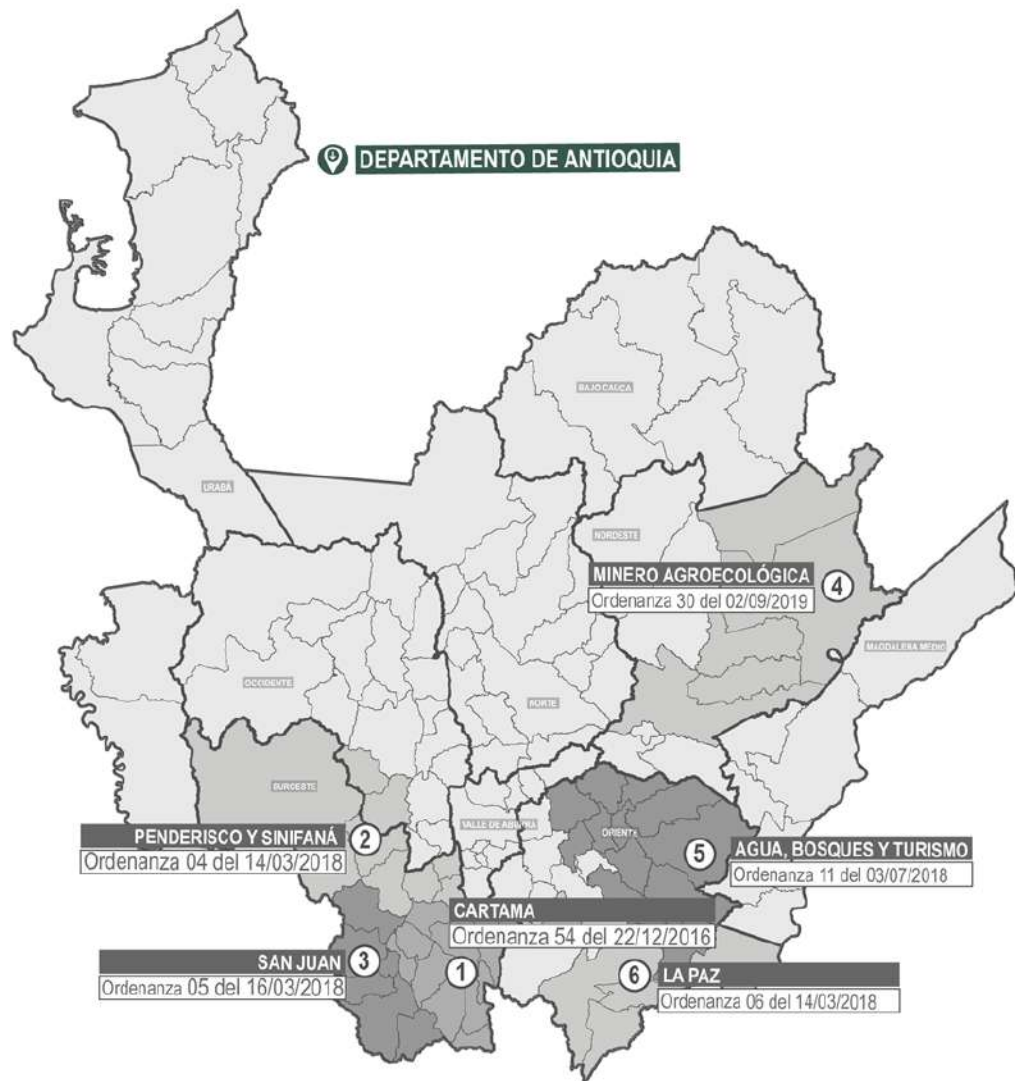 DEPARTAMENTO DE ANTIOQUIA
BAJO CAUCA
URABÁ
NORDESTE
MINERO AGROECOLÓGICA
4
Ordenanza 30 del 02/09/2019
MAGDALENA MEDIO
OCCIDENTE
NORTE
SUROESTE
PENDERISCO Y SINIFANÁ
2
Ordenanza 04 del 14/03/2018
VALLE DE ABURRÁ
ORIENTE
5
AGUA, BOSQUES Y TURISMO
Ordenanza 11 del 03/07/2018
CARTAMA
Ordenanza 54 del 22/12/2016
1
SAN JUAN
3
Ordenanza 05 del 16/03/2018
6
LA PAZ
Ordenanza 06 del 14/03/2018